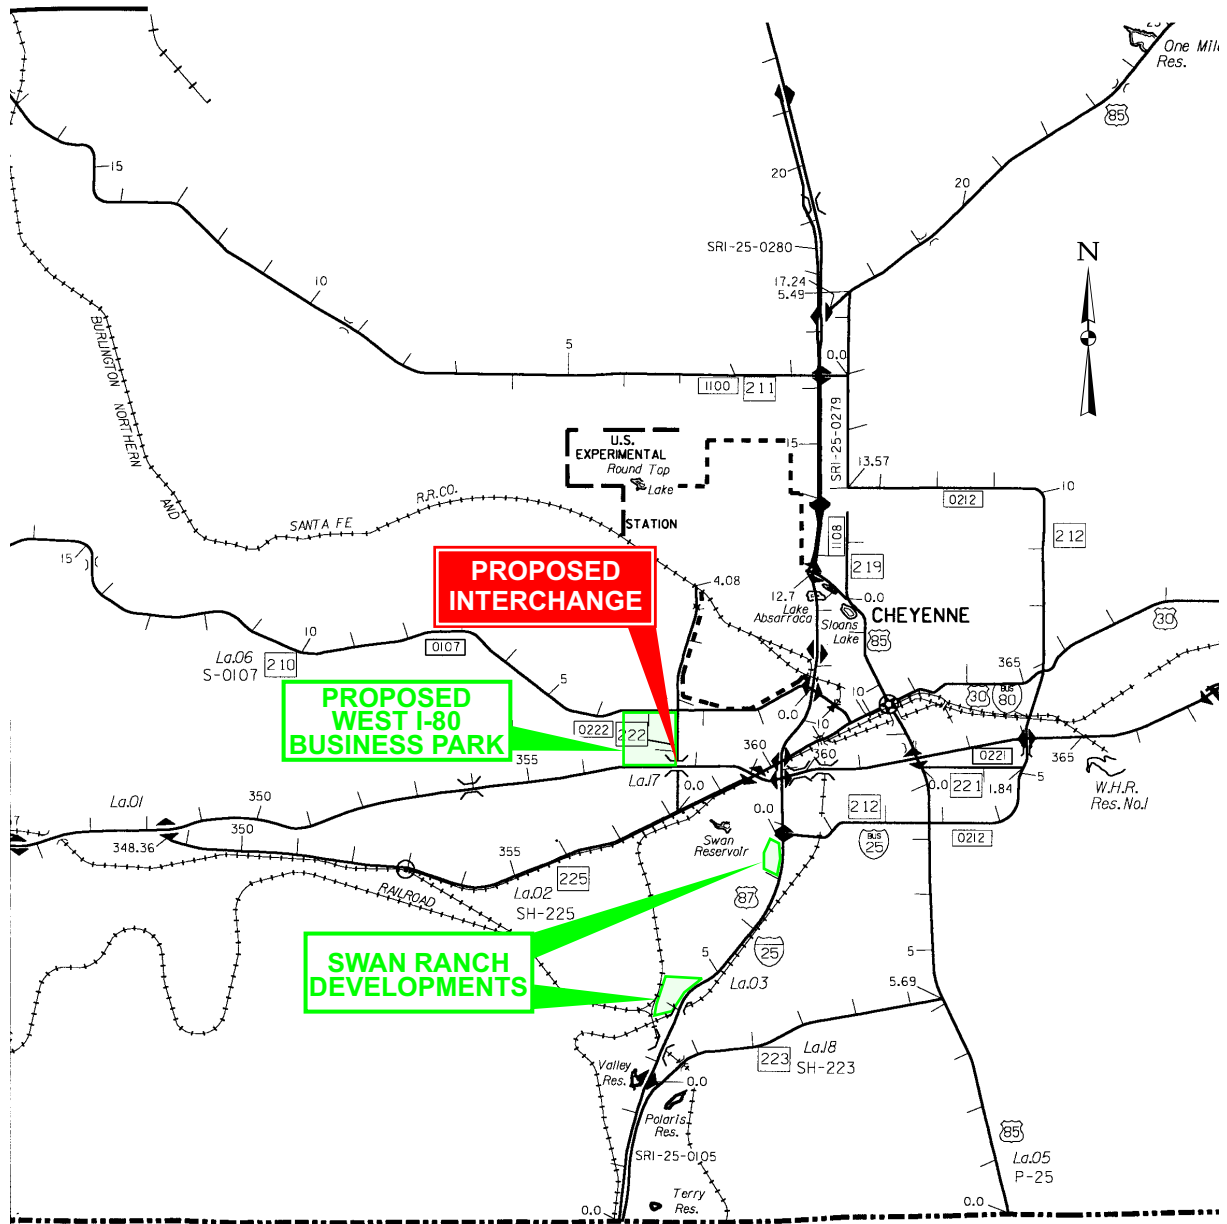 25
One Mile
Res.
85
15
20
20
SRI-25-0280
N
17.24
5.49
10
BURLINGTON NORTHERN
AND
SANTA FE
R.R.CO.
5
0.0
1100
211
SRI-25-0279
U.S.
EXPERIMENTAL
Round Top
Lake
STATION
15
13.57
0212
10
212
1108
219
15
PROPOSED
INTERCHANGE
4.08
12.7
Lake
Absarraca
0.0
Sloans
Lake
CHEYENNE
85
30
10
0107
La.06
210
S-0107
5
365
PROPOSED
WEST I-80
BUSINESS PARK
0222
222
0.0
10
10
30
BUS
80
355
360
360
0221
365
La.17
0.0
0.0
221
1.84
5
W.H.R.
Res.No.1
La.01
350
350
348.36
0.0
212
BUS
25
0212
Swan
Reservoir
355
225
La.02
SH-225
RAILROAD
87
25
SWAN RANCH
DEVELOPMENTS
5
La.03
5
5.69
La.18
223
SH-223
Valley
Res.
0.0
Polaris
Res.
85
SRI-25-0105
La.05
P-25
Terry
Res.
0.0
0.0